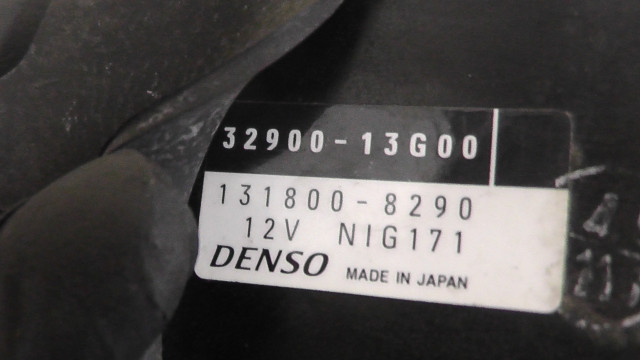 32900-13G00
131800-8290
12V NIG171
DENSO MADE IN JAPAN